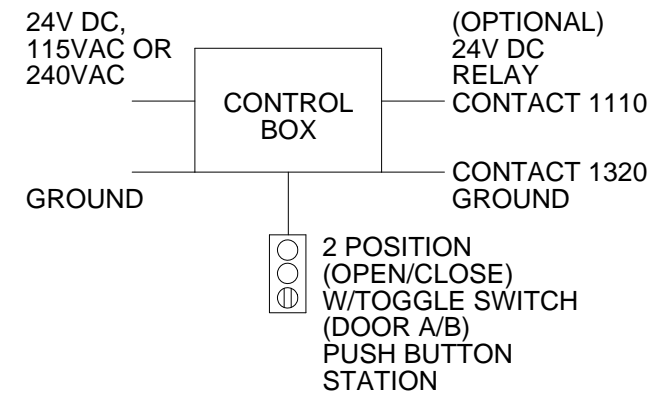 24V DC,
115VAC OR
240VAC
GROUND
CONTROL
BOX
(OPTIONAL)
24V DC
RELAY
CONTACT 1110
CONTACT 1320
GROUND
2 POSITION
(OPEN/CLOSE)
W/TOGGLE SWITCH
(DOOR A/B)
PUSH BUTTON
STATION